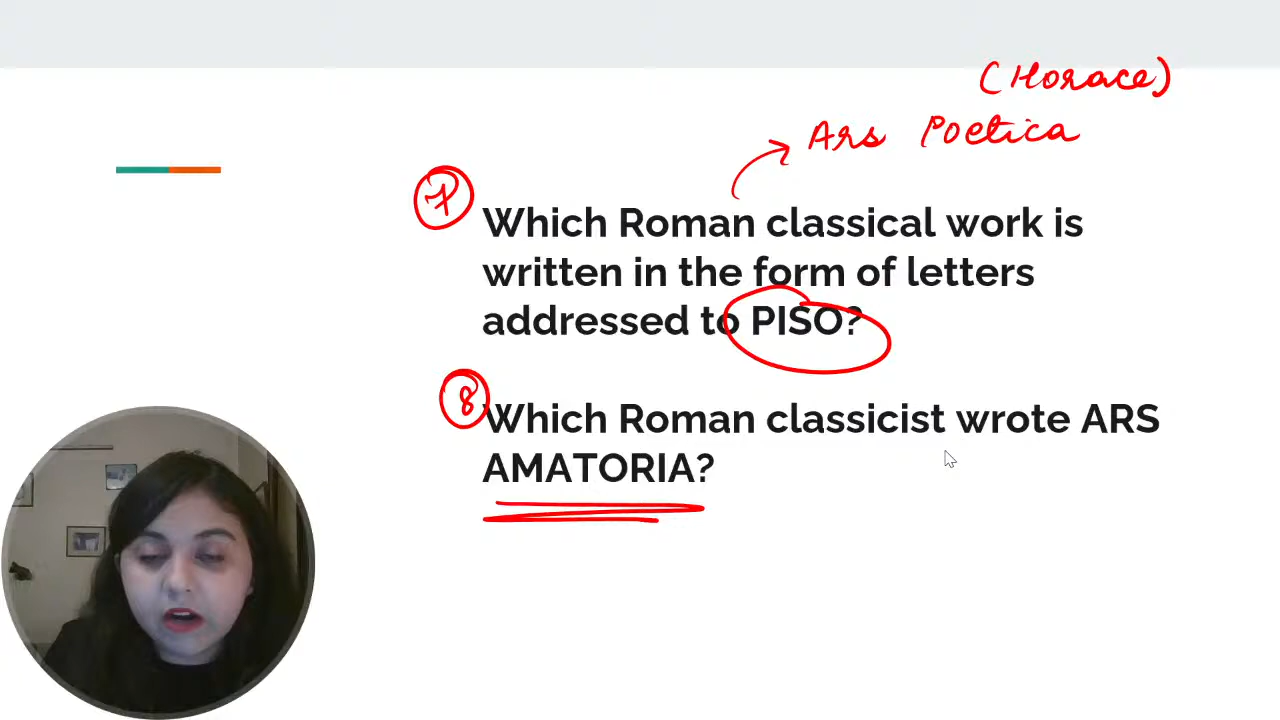 (Horace)
Ars Poetica
7
Which Roman classical work is
written in the form of letters
addressed to PISO?
8
Which Roman classicist wrote ARS
AMATORIA?